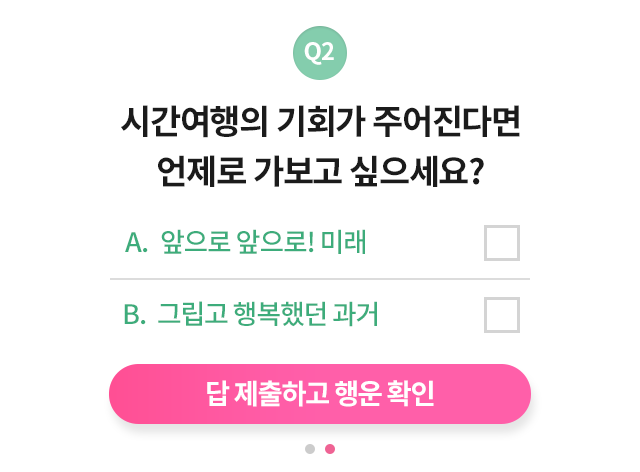 Q2
시간여행의 기회가 주어진다면
언제로 가보고 싶으세요?
A. 앞으로 앞으로! 미래
B. 그립고 행복했던 과거
답 제출하고 행운 확인